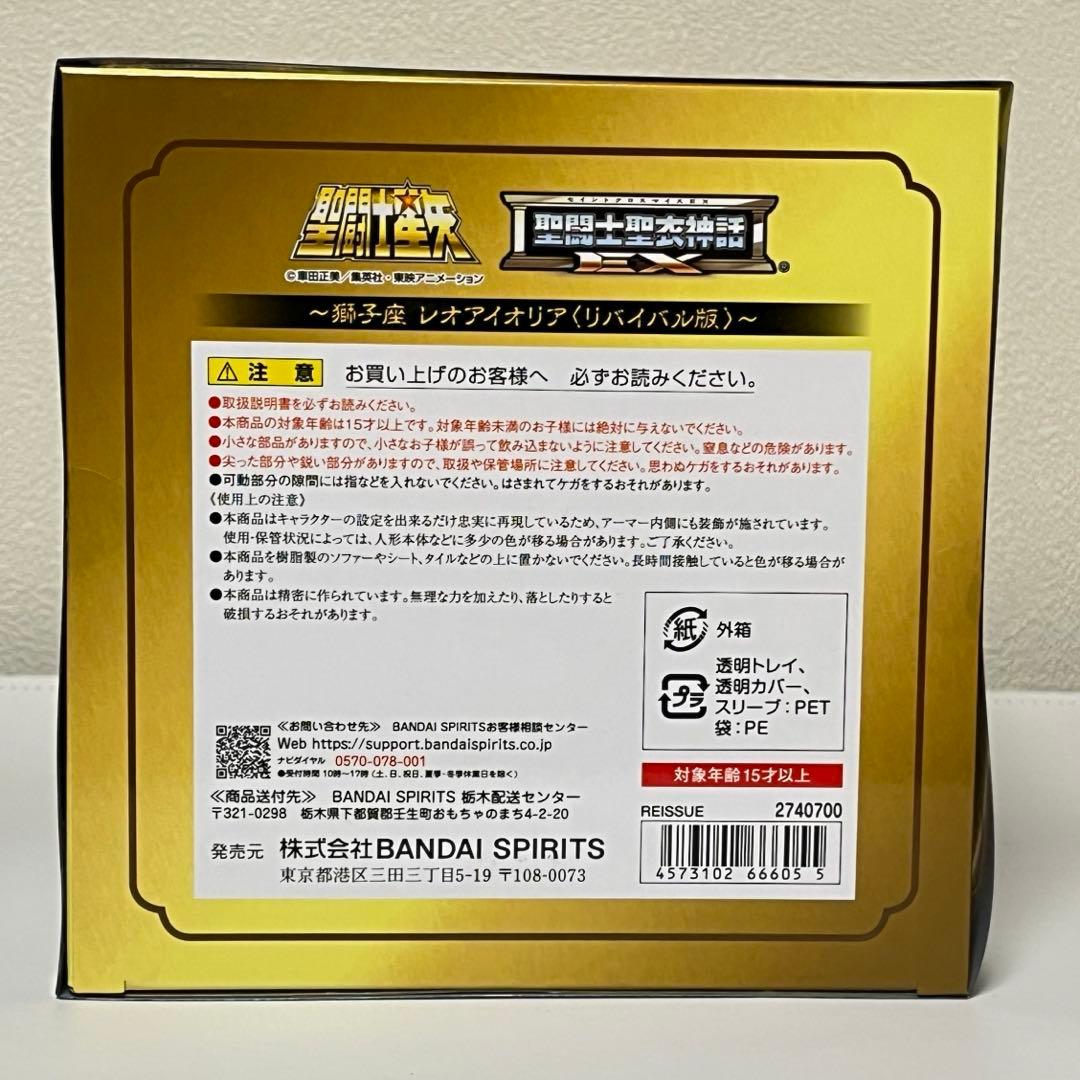 聖闘士星矢
©車田正美／集英社・東映アニメーション
セイントクロスマイスEX
聖闘士聖衣神話
EX
～獅子座 レオアイオリア〈リバイバル版〉～
⚠ 注意 お買い上げのお客様へ 必ずお読みください。
●取扱説明書を必ずお読みください。
●本商品の対象年齢は15才以上です。対象年齢未満のお子様には絶対に与えないでください。
●小さな部品がありますので、小さなお子様が誤って飲み込まないように注意してください。窒息などの危険があります。
●尖った部分や鋭い部分がありますので、取扱や保管場所に注意してください。思わぬケガをするおそれがあります。
●可動部分の隙間には指などを入れないでください。はさまれてケガをするおそれがあります。
《使用上の注意》
●本商品はキャラクターの設定を出来るだけ忠実に再現しているため、アーマー内側にも装飾が施されています。
使用・保管状況によっては、人形本体などに多少の色が移る場合があります。ご了承ください。
●本商品を樹脂製のソファーやシート、タイルなどの上に置かないでください。長時間接触していると色が移る場合が
あります。
●本商品は精密に作られています。無理な力を加えたり、落としたりすると
破損するおそれがあります。
紙 外箱
プラ 透明トレイ、
透明カバー、
スリーブ：PET
袋：PE
≪お問い合わせ先≫ BANDAI SPIRITSお客様相談センター
Web https://support.bandaispirits.co.jp
ナビダイヤル 0570-078-001
●受付時間 10時～17時（土、日、祝日、夏季・冬季休業日を除く）
≪商品送付先≫ BANDAI SPIRITS 栃木配送センター
〒321-0298 栃木県下都賀郡壬生町おもちゃのまち4-2-20
発売元 株式会社BANDAI SPIRITS
東京都港区三田三丁目5-19 〒108-0073
対象年齢15才以上
REISSUE 2740700
4573102 66605 5